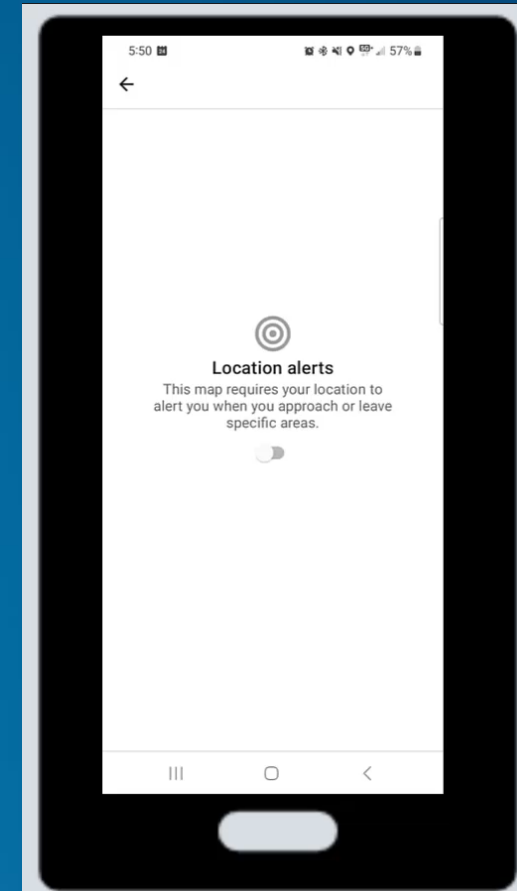 5:50
57%
Location alerts
This map requires your location to
alert you when you approach or leave
specific areas.